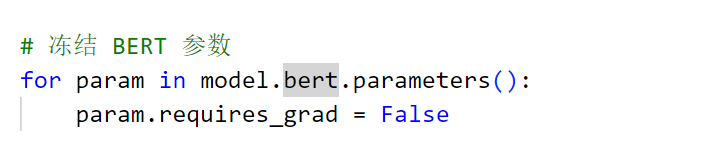 # 冻结 BERT 参数
for param in model.bert.parameters():
    param.requires_grad = False